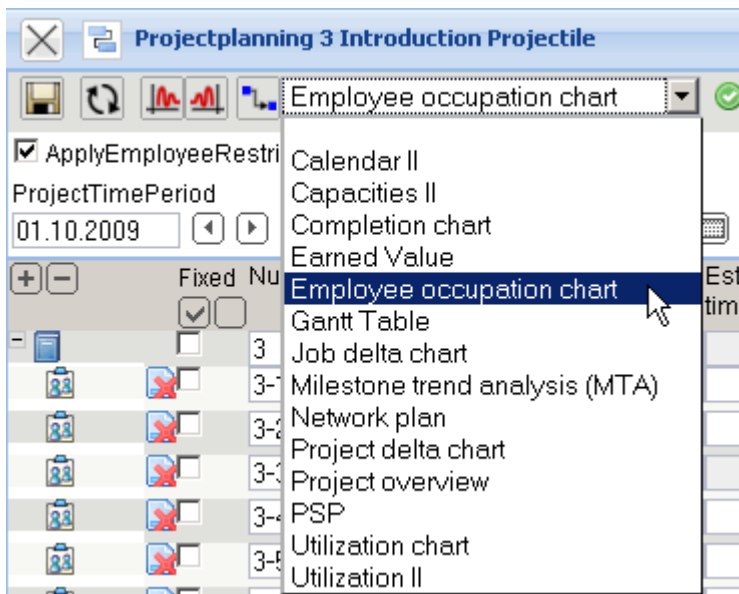 Projectplanning 3 Introduction Projectile
Employee occupation chart
ApplyEmployeeRestri
Calendar II
ProjectTimePeriod
Capacities II
01.10.2009
Completion chart
Earned Value
Fixed Nu
Employee occupation chart
Est
tim
Gantt Table
3
Job delta chart
3-
Milestone trend analysis (MTA)
3-2
Network plan
Project delta chart
3-3
Project overview
3-4
PSP
3-5
Utilization chart
Utilization II